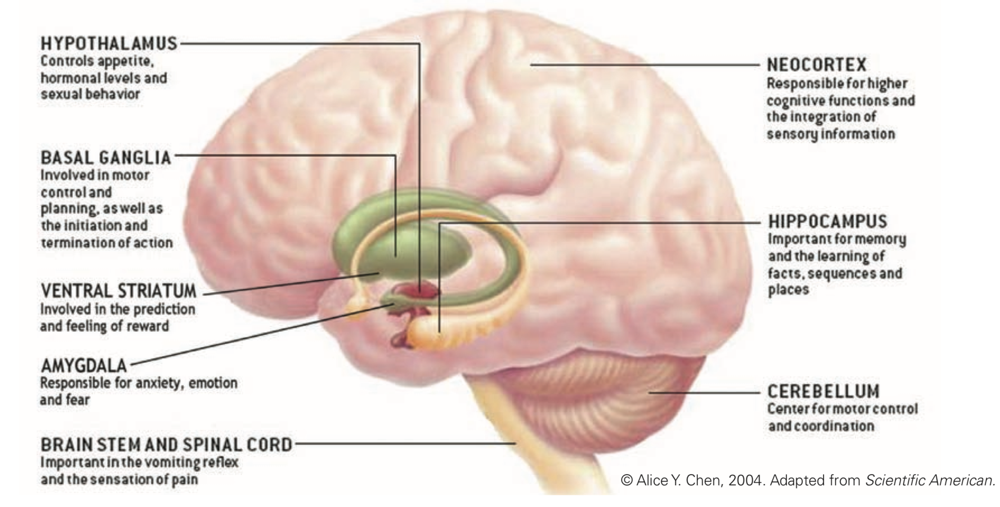 HYPOTHALAMUS
Controls appetite,
hormonal levels and
sexual behavior
BASAL GANGLIA
Involved in motor
control and
planning, as well as
the initiation and
termination of action
VENTRAL STRIATUM
Involved in the prediction
and feeling of reward
AMYGDALA
Responsible for anxiety, emotion
and fear
BRAIN STEM AND SPINAL CORD
Important in the vomiting reflex
and the sensation of pain
NEOCORTEX
Responsible for higher
cognitive functions and
the integration of
sensory information
HIPPOCAMPUS
Important for memory
and the learning of
facts, sequences and
places
CEREBELLUM
Center for motor control
and coordination
© Alice Y. Chen, 2004. Adapted from Scientific American.